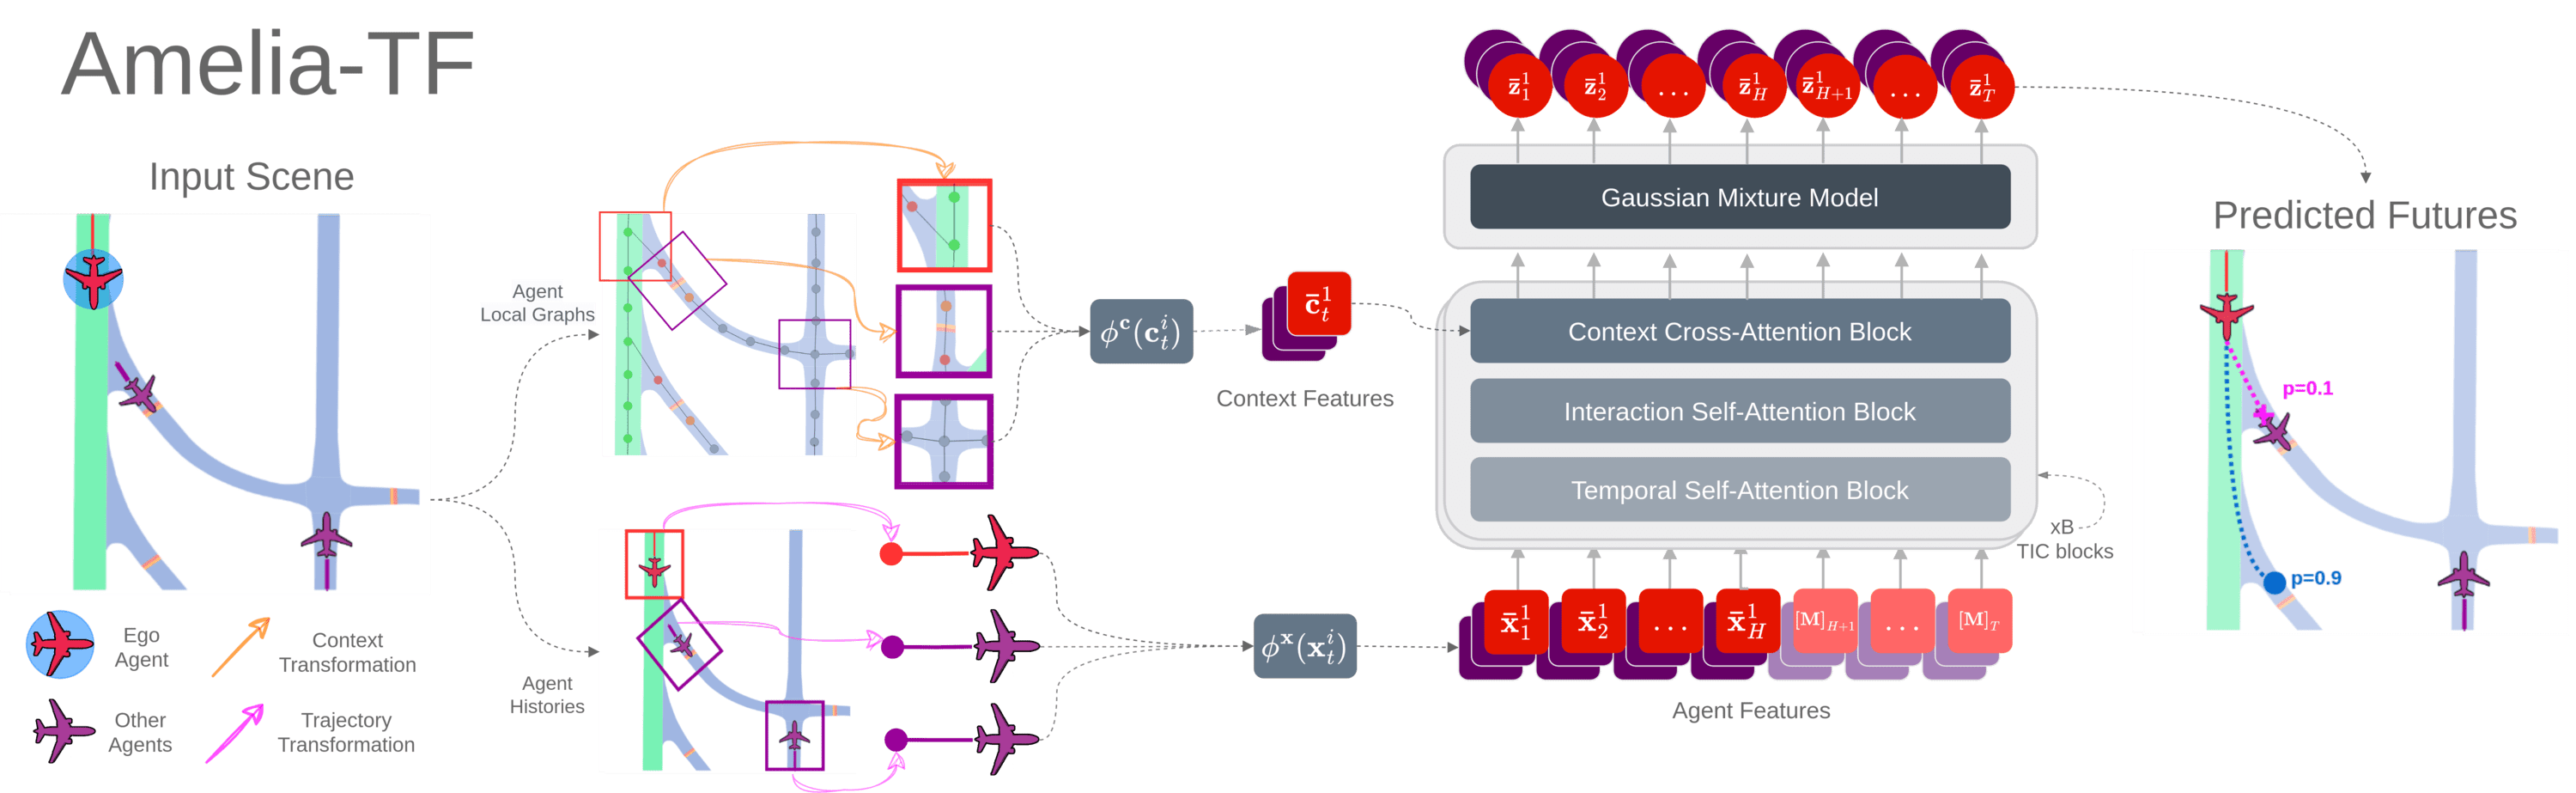 Amelia-TF
Input Scene
Ego
Agent
Context
Transformation
Other
Agents
Trajectory
Transformation
Agent
Local Graphs
Agent
Histories
$\phi^{\mathbf{c}}(\mathbf{c}_t^i)$
$\bar{\mathbf{c}}_t^1$
Context Features
$\phi^{\mathbf{x}}(\mathbf{x}_t^i)$
$\bar{\mathbf{z}}_1^1$ $\bar{\mathbf{z}}_2^1$ ... $\bar{\mathbf{z}}_H^1$ $\bar{\mathbf{z}}_{H+1}^1$ ... $\bar{\mathbf{z}}_T^1$
Gaussian Mixture Model
Context Cross-Attention Block
Interaction Self-Attention Block
Temporal Self-Attention Block
xB
TIC blocks
$\bar{\mathbf{x}}_1^1$ $\bar{\mathbf{x}}_2^1$ ... $\bar{\mathbf{x}}_H^1$ $[\mathbf{M}]_{H+1}$ ... $[\mathbf{M}]_T$
Agent Features
Predicted Futures
p=0.1
p=0.9